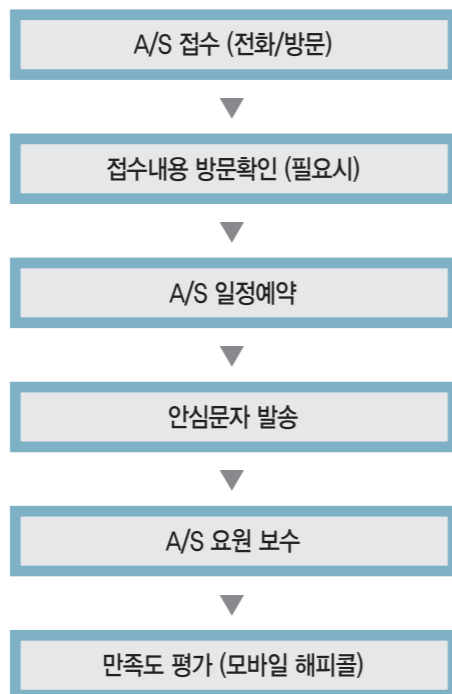 A/S 접수 (전화/방문)
접수내용 방문확인 (필요시)
A/S 일정예약
안심문자 발송
A/S 요원 보수
만족도 평가 (모바일 해피콜)